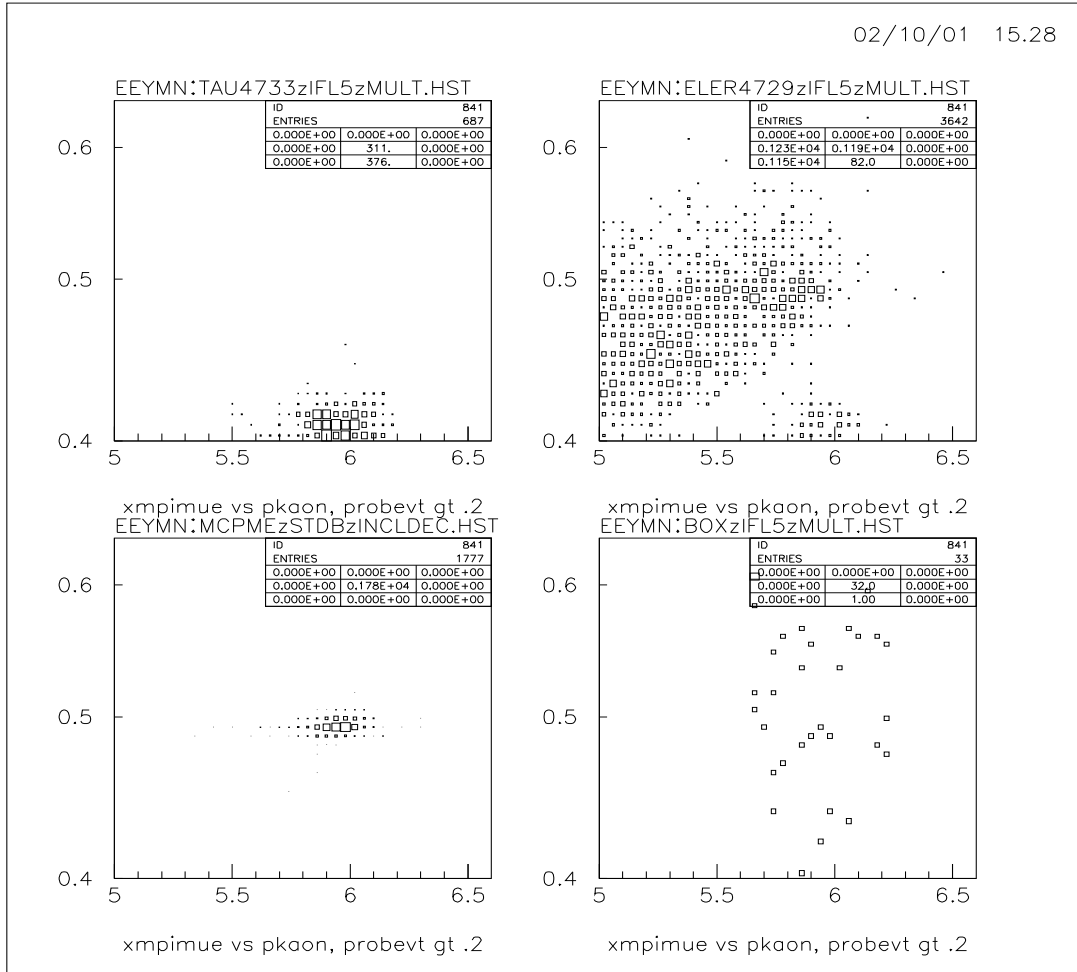 02/10/01 15.28
EEYMN:TAU4733zIFL5zMULT.HST
ID 841
ENTRIES 687
0.000E+00 0.000E+00 0.000E+00
0.000E+00 311. 0.000E+00
0.000E+00 376. 0.000E+00
0.6
0.5
0.4
5 5.5 6 6.5
xmpimue vs pkaon, probevt gt .2
EEYMN:ELER4729zIFL5zMULT.HST
ID 841
ENTRIES 3642
0.000E+00 0.000E+00 0.000E+00
0.123E+04 0.119E+04 0.000E+00
0.115E+04 82.0 0.000E+00
0.6
0.5
0.4
5 5.5 6 6.5
xmpimue vs pkaon, probevt gt .2
EEYMN:MCPMEzSTDBzINCLDEC.HST
ID 841
ENTRIES 1777
0.000E+00 0.000E+00 0.000E+00
0.000E+00 0.178E+04 0.000E+00
0.000E+00 0.000E+00 0.000E+00
0.6
0.5
0.4
5 5.5 6 6.5
xmpimue vs pkaon, probevt gt .2
EEYMN:BOXzIFL5zMULT.HST
ID 841
ENTRIES 33
0.000E+00 0.000E+00 0.000E+00
0.000E+00 32.0 0.000E+00
0.000E+00 1.00 0.000E+00
0.6
0.5
0.4
5 5.5 6 6.5
xmpimue vs pkaon, probevt gt .2